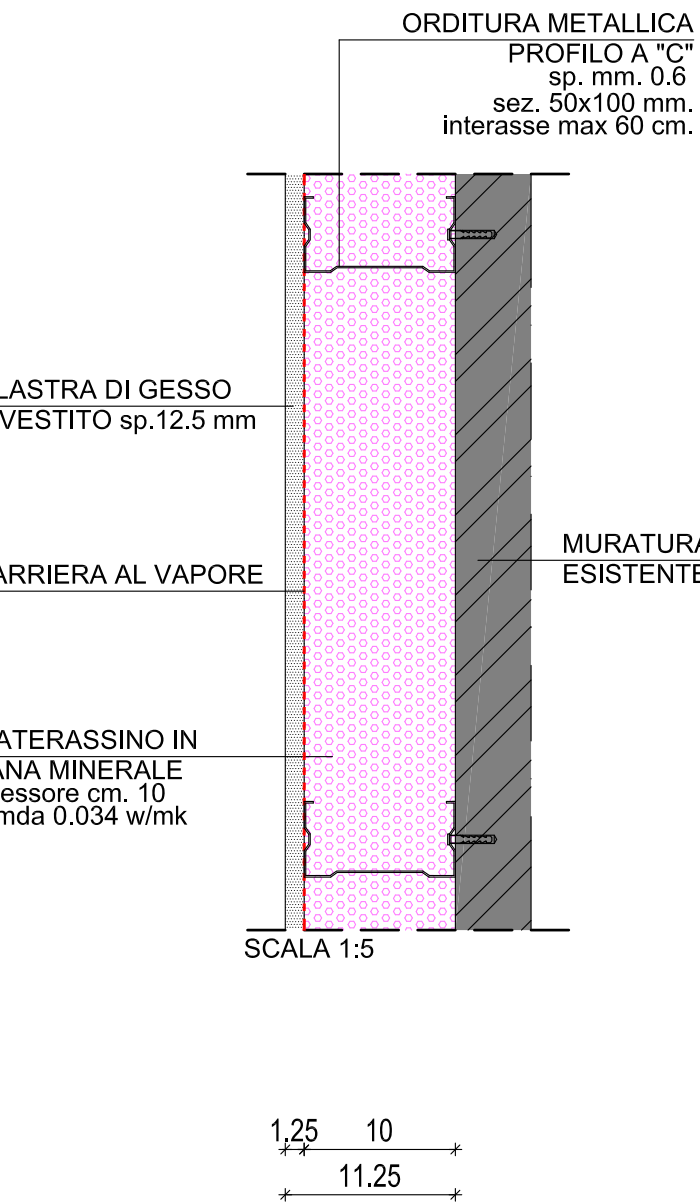 ORDITURA METALLICA
PROFILO A "C"
sp. mm. 0.6
sez. 50x100 mm.
interasse max 60 cm.
LASTRA DI GESSO
VESTITO sp.12.5 mm
ARRIERA AL VAPORE
MURATURA
ESISTENTE
ATERASSINO IN
ANA MINERALE
essore cm. 10
mda 0.034 w/mk
SCALA 1:5
1.25 10
11.25